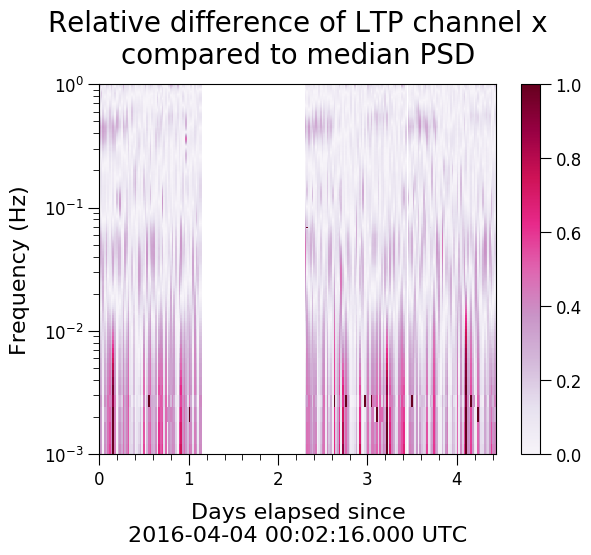 Relative difference of LTP channel x
compared to median PSD
10⁰
10⁻¹
10⁻²
10⁻³
Frequency (Hz)
0 1 2 3 4
Days elapsed since
2016-04-04 00:02:16.000 UTC
1.0
0.8
0.6
0.4
0.2
0.0